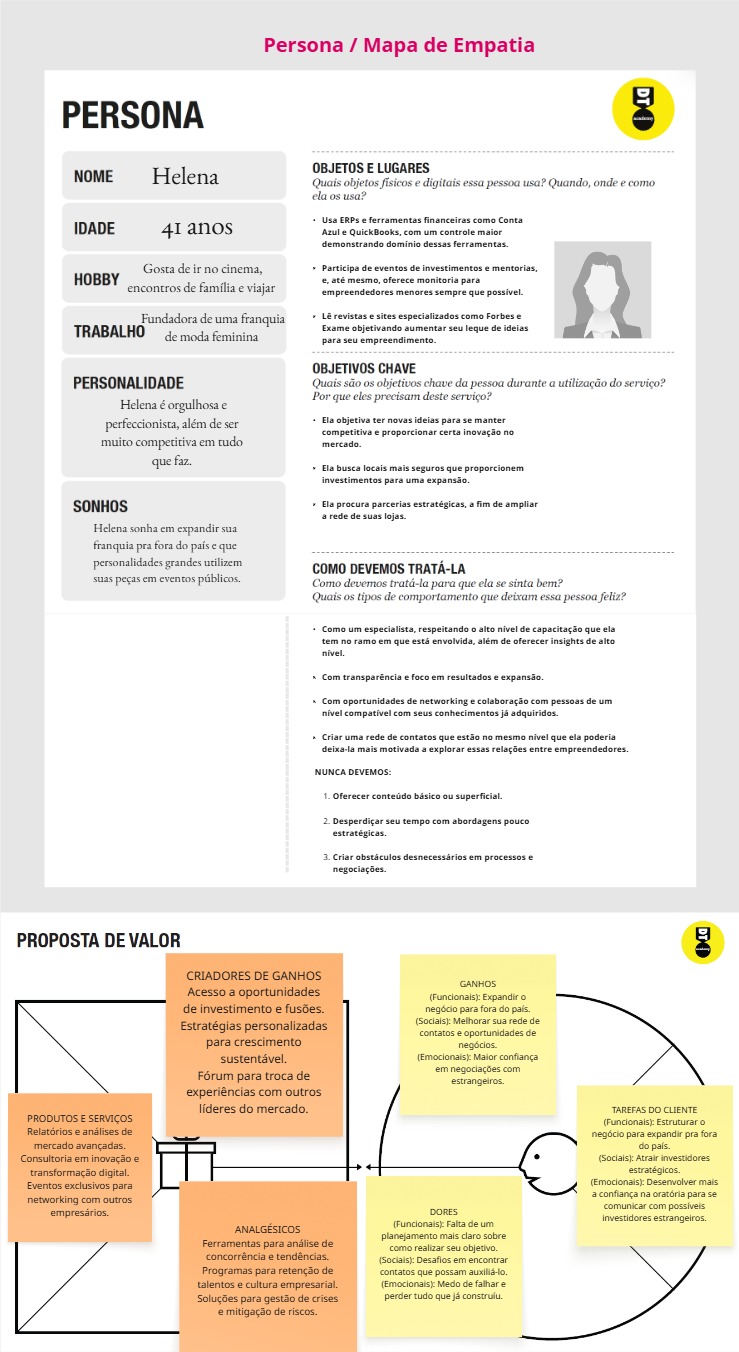 Persona / Mapa de Empatia
PERSONA
DT
academy
NOME
Helena
IDADE
41 anos
HOBBY
Gosta de ir no cinema,
encontros de família e viajar
TRABALHO
Fundadora de uma franquia
de moda feminina
PERSONALIDADE
Helena é orgulhosa e
perfeccionista, além de ser
muito competitiva em tudo
que faz.
SONHOS
Helena sonha em expandir sua
franquia pra fora do país e que
personalidades grandes utilizem
suas peças em eventos públicos.
OBJETOS E LUGARES
Quais objetos físicos e digitais essa pessoa usa? Quando, onde e como
ela os usa?
• Usa ERPs e ferramentas financeiras como Conta
Azul e QuickBooks, com um controle maior
demonstrando domínio dessas ferramentas.
• Participa de eventos de investimentos e mentorias,
e, até mesmo, oferece monitoria para
empreendedores menores sempre que possível.
• Lê revistas e sites especializados como Forbes e
Exame objetivando aumentar seu leque de ideias
para seu empreendimento.
OBJETIVOS CHAVE
Quais são os objetivos chave da pessoa durante a utilização do serviço?
Por que eles precisam deste serviço?
• Ela objetiva ter novas ideias para se manter
competitiva e proporcionar certa inovação no
mercado.
• Ela busca locais mais seguros que proporcionem
investimentos para uma expansão.
• Ela procura parcerias estratégicas, a fim de ampliar
a rede de suas lojas.
COMO DEVEMOS TRATÁ-LA
Como devemos tratá-la para que ela se sinta bem?
Quais os tipos de comportamento que deixam essa pessoa feliz?
• Como um especialista, respeitando o alto nível de capacitação que ela
tem no ramo em que está envolvida, além de oferecer insights de alto
nível.
• Com transparência e foco em resultados e expansão.
• Com oportunidades de networking e colaboração com pessoas de um
nível compatível com seus conhecimentos já adquiridos.
• Criar uma rede de contatos que estão no mesmo nível que ela poderia
deixa-la mais motivada a explorar essas relações entre empreendedores.
NUNCA DEVEMOS:
1. Oferecer conteúdo básico ou superficial.
2. Desperdiçar seu tempo com abordagens pouco
estratégicas.
3. Criar obstáculos desnecessários em processos e
negociações.
PROPOSTA DE VALOR
DT
academy
CRIADORES DE GANHOS
Acesso a oportunidades
de investimento e fusões.
Estratégias personalizadas
para crescimento
sustentável.
Fórum para troca de
experiências com outros
líderes do mercado.
PRODUTOS E SERVIÇOS
Relatórios e análises de
mercado avançadas.
Consultoria em inovação e
transformação digital.
Eventos exclusivos para
networking com outros
empresários.
ANALGÉSICOS
Ferramentas para análise de
concorrência e tendências.
Programas para retenção de
talentos e cultura empresarial.
Soluções para gestão de crises
e mitigação de riscos.
GANHOS
(Funcionais): Expandir o
negócio para fora do país.
(Sociais): Melhorar sua rede de
contatos e oportunidades de
negócios.
(Emocionais): Maior confiança
em negociações com
estrangeiros.
TAREFAS DO CLIENTE
(Funcionais): Estruturar o
negócio para expandir pra fora
do país.
(Sociais): Atrair investidores
estratégicos.
(Emocionais): Desenvolver mais
a confiança na oratória para se
comunicar com possíveis
investidores estrangeiros.
DORES
(Funcionais): Falta de um
planejamento mais claro sobre
como realizar seu objetivo.
(Sociais): Desafios em encontrar
contatos que possam auxiliá-lo.
(Emocionais): Medo de falhar e
perder tudo que já construíu.